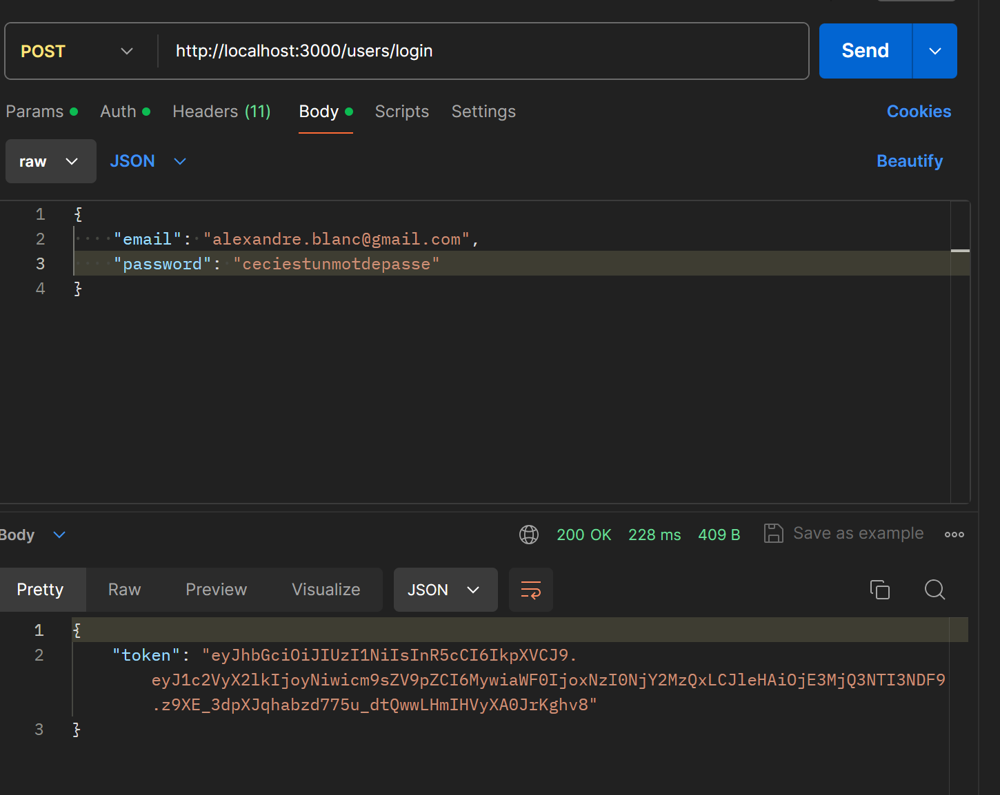 POST http://localhost:3000/users/login Send
Params Auth Headers (11) Body Scripts Settings Cookies
raw JSON Beautify
1 {
2 "email": "alexandre.blanc@gmail.com",
3 "password": "ceciestunmotdepasse"
4 }
Body 200 OK 228 ms 409 B Save as example
Pretty Raw Preview Visualize JSON
1 {
2 "token": "eyJhbGciOiJIUzI1NiIsInR5cCI6IkpXVCJ9.
eyJ1c2VyX2lkIjoyNiwicm9sZV9pZCI6MywiaWF0IjoxNzI0NjY2MzQxLCJleHAiOjE3MjQ3NTI3NDF9
.z9XE_3dpXJqhabzd775u_dtQwwLHmIHVyXA0JrKghv8"
3 }